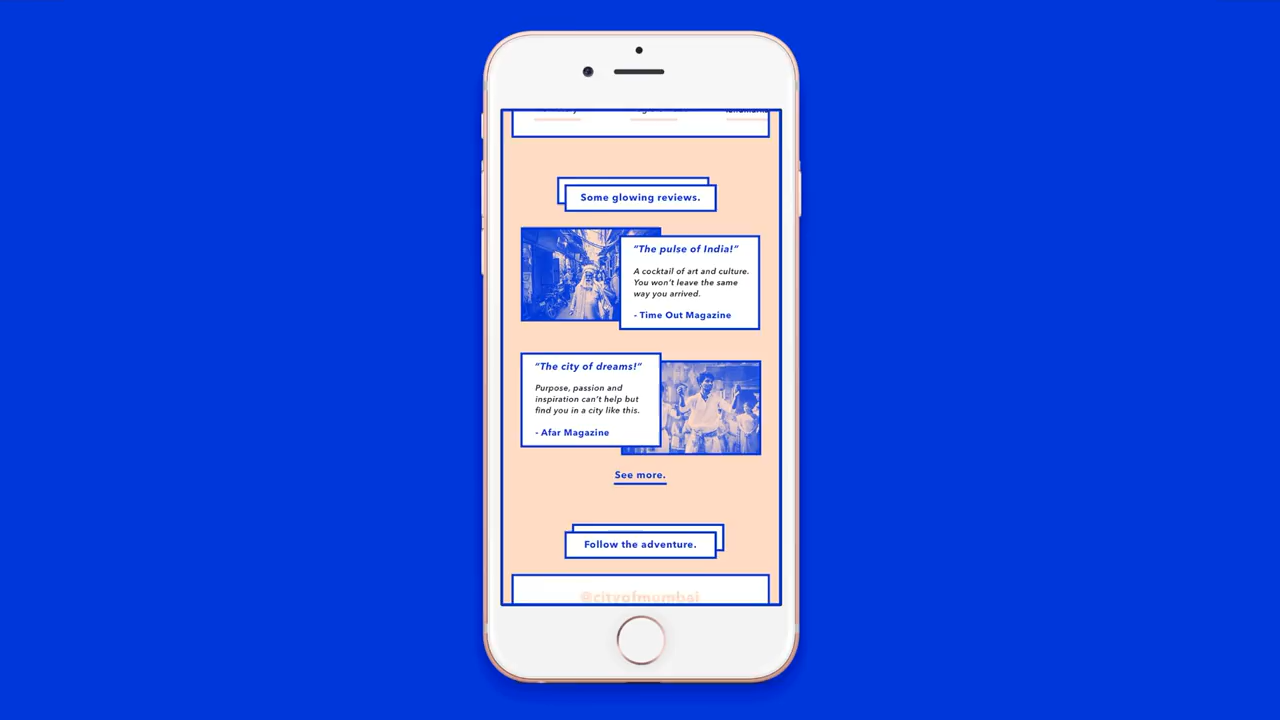 Some glowing reviews.
“The pulse of India!”
A cocktail of art and culture.
You won't leave the same
way you arrived.
- Time Out Magazine
“The city of dreams!”
Purpose, passion and
inspiration can't help but
find you in a city like this.
- Afar Magazine
See more.
Follow the adventure.
@cityofmumbai